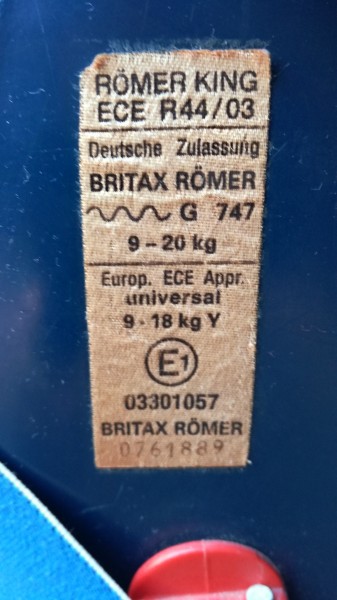 RÖMER KING
ECE R44/03
Deutsche Zulassung
BRITAX RÖMER
G 747
9-20 kg
Europ. ECE Appr.
universal
9-18 kg Y
E1
03301057
BRITAX RÖMER
0761889